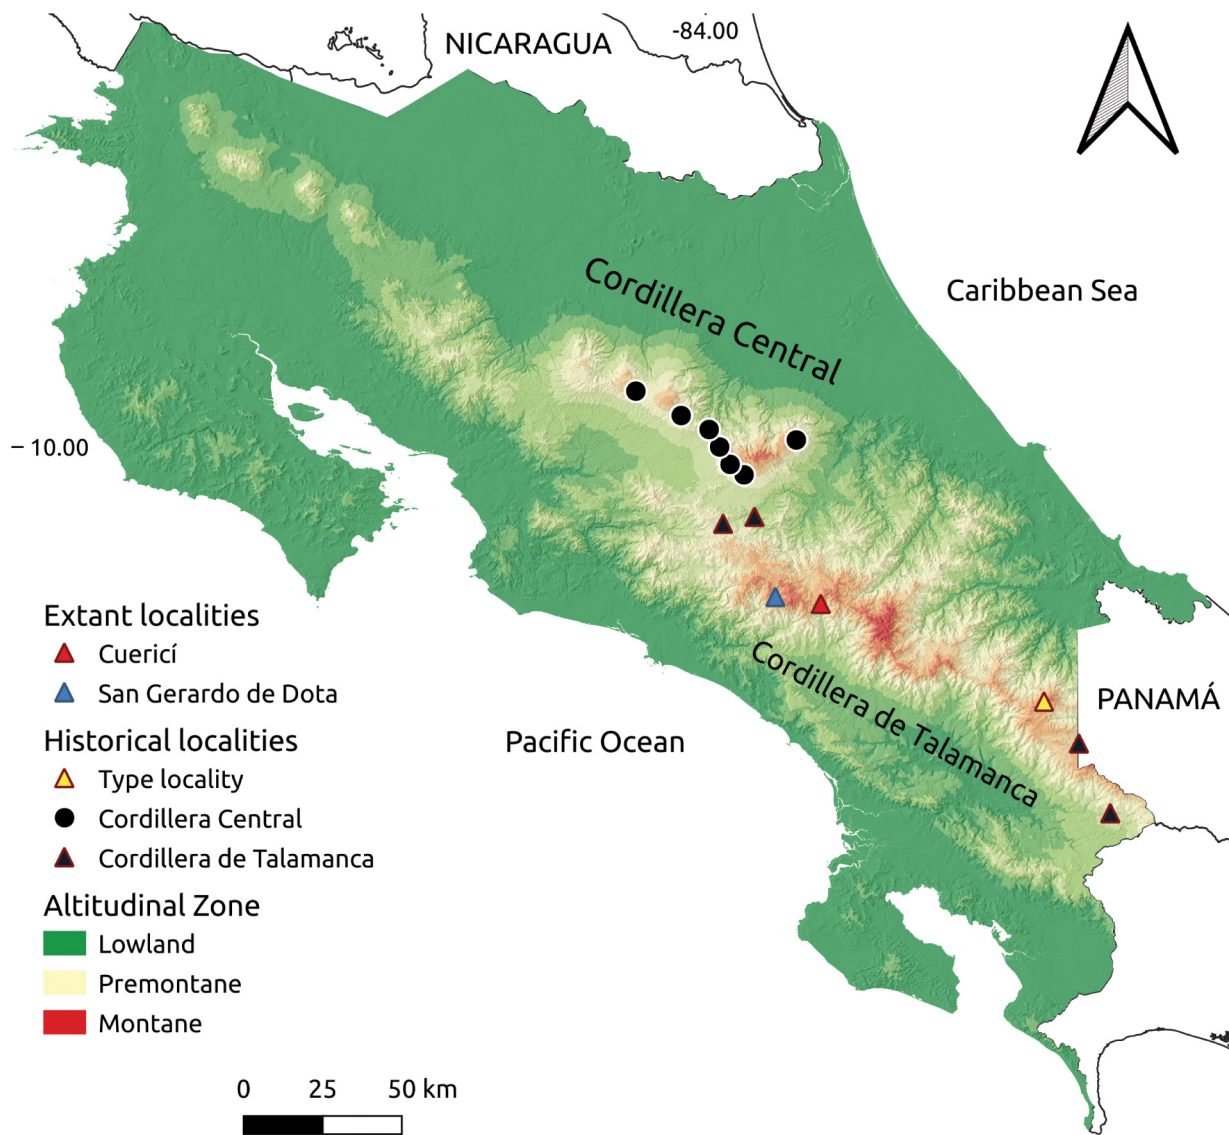 -84.00
NICARAGUA
Caribbean Sea
Cordillera Central
– 10.00
Extant localities
Cuericí
San Gerardo de Dota
Historical localities
Type locality
Cordillera Central
Cordillera de Talamanca
Altitudinal Zone
Lowland
Premontane
Montane
Cordillera de Talamanca
PANAMÁ
Pacific Ocean
0 25 50 km